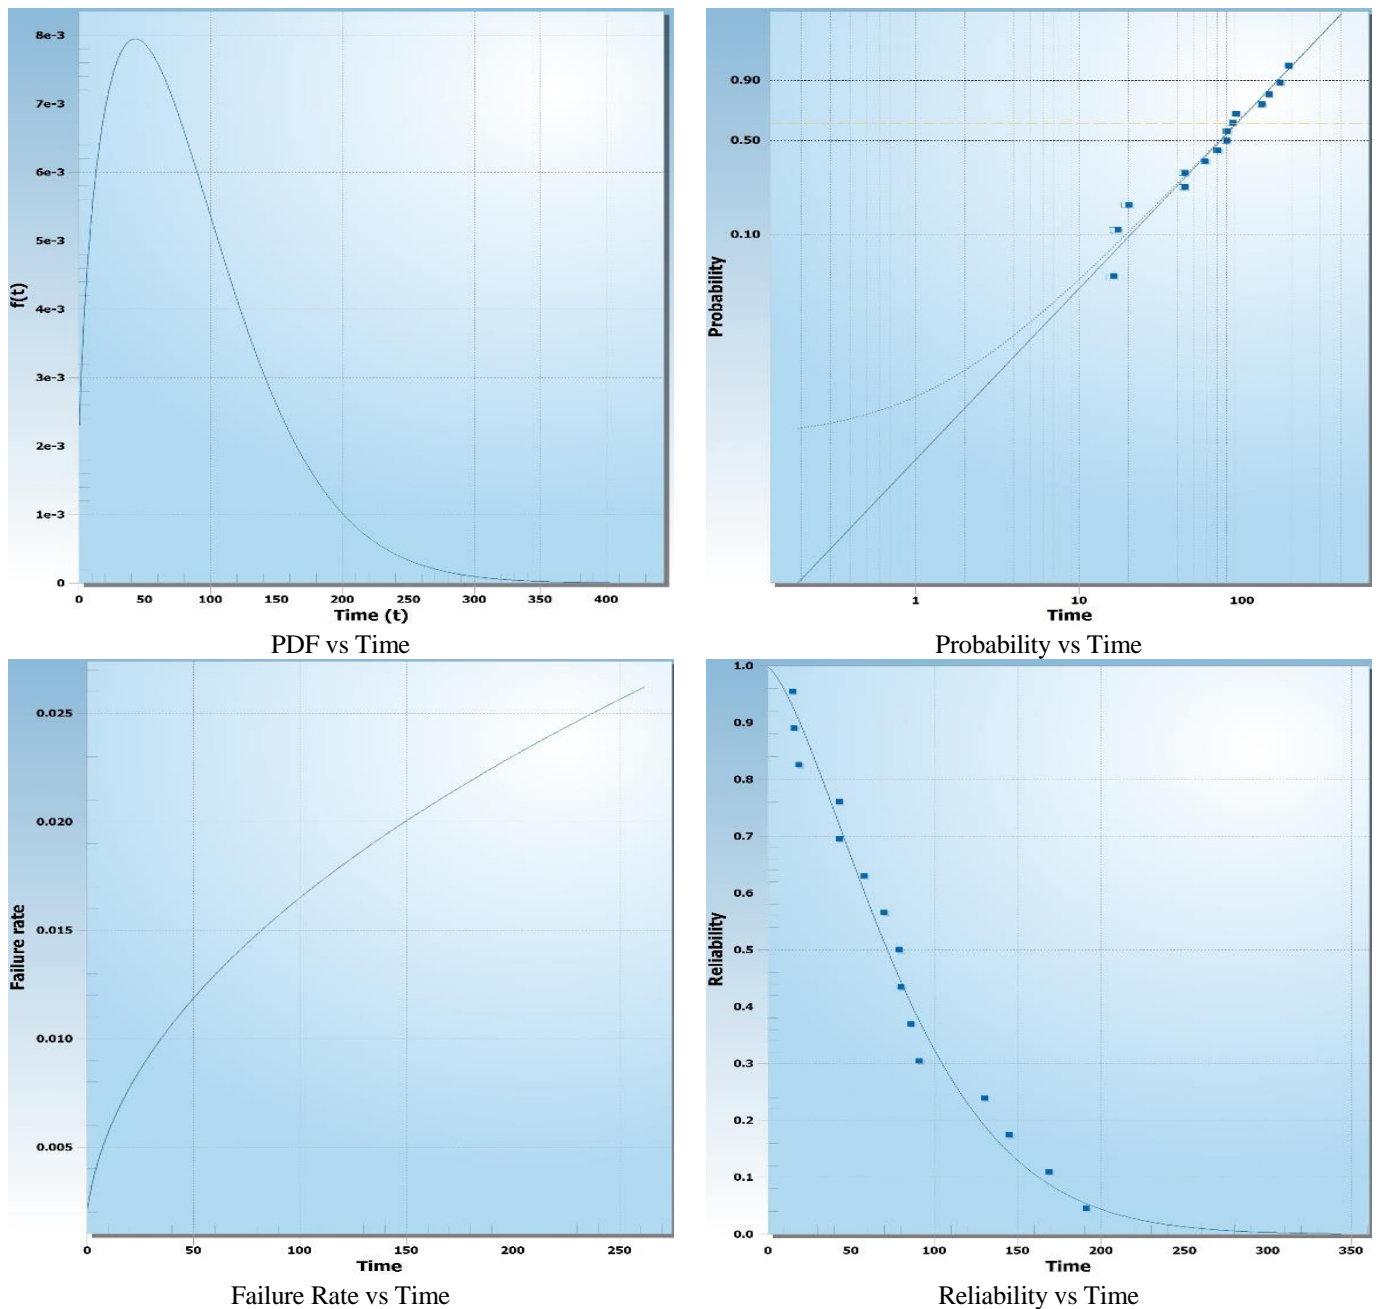 8e-3
7e-3
6e-3
5e-3
f(t)
4e-3
3e-3
2e-3
1e-3
0
0 50 100 150 200 250 300 350 400
Time (t)
PDF vs Time
0.90
0.50
0.10
Probability
1 10 100
Time
Probability vs Time
0.025
0.020
0.015
Failure rate
0.010
0.005
0 50 100 150 200 250
Time
Failure Rate vs Time
1.0
0.9
0.8
0.7
0.6
0.5
Reliability
0.4
0.3
0.2
0.1
0.0
0 50 100 150 200 250 300 350
Time
Reliability vs Time